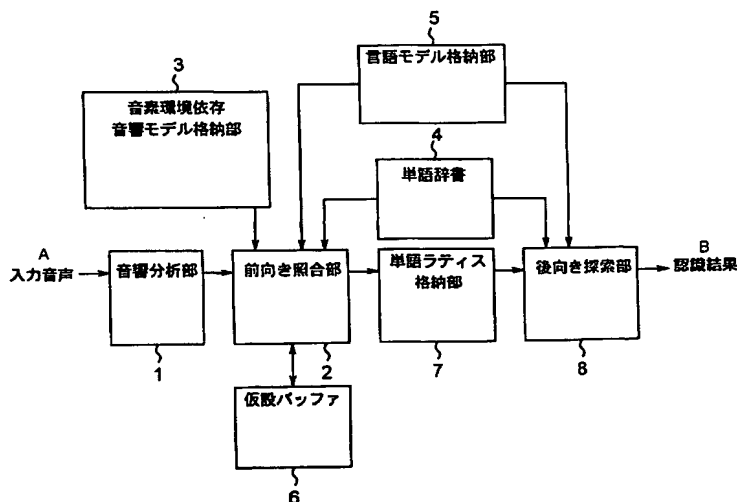 5
言語モデル格納部
3
音素環境依存
音響モデル格納部
4
単語辞書
A
入力音声
音響分析部
前向き照合部
単語ラティス
格納部
後向き探索部
B
認識結果
1
2
7
8
仮設バッファ
6